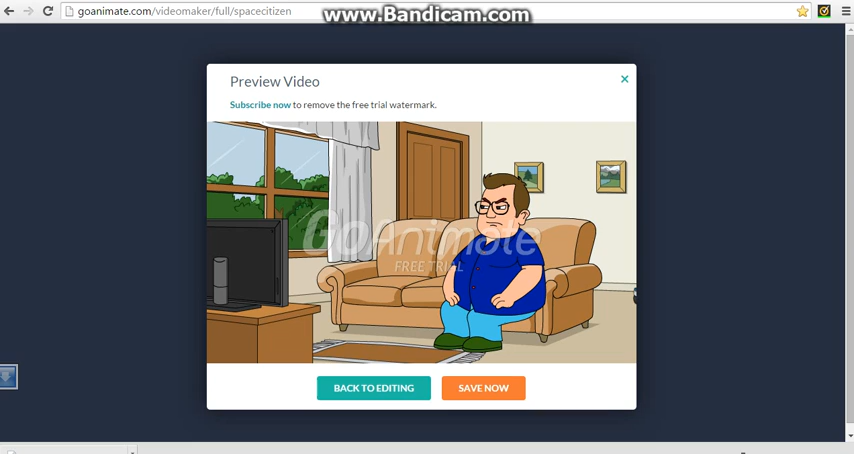 goanimate.com/videomaker/full/spacecitizen
www.Bandicam.com
Preview Video
Subscribe now to remove the free trial watermark.
GoAnimate
FREE TRIAL
BACK TO EDITING
SAVE NOW